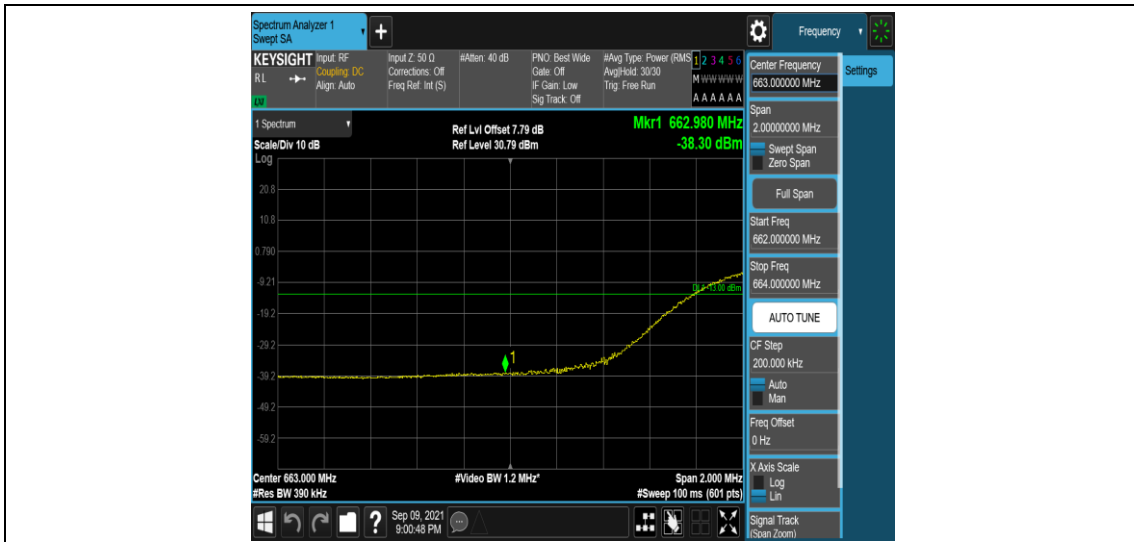 Spectrum Analyzer 1
Swept SA
Frequency
KEYSIGHT
RL
LXI
Input: RF
Coupling: DC
Align: Auto
Input Z: 50 Ω
Corrections: Off
Freq Ref: Int (S)
#Atten: 40 dB
PNO: Best Wide
Gate: Off
IF Gain: Low
Sig Track: Off
#Avg Type: Power (RMS
Avg|Hold: 30/30
Trig: Free Run
1 2 3 4 5 6
M W W W W W
A A A A A A
1 Spectrum
Scale/Div 10 dB
Log
Ref Lvl Offset 7.79 dB
Ref Level 30.79 dBm
Mkr1 662.980 MHz
-38.30 dBm
20.8
10.8
0.790
-9.21
-19.2
-29.2
-39.2
-49.2
-59.2
1
Center 663.000 MHz
#Res BW 390 kHz
#Video BW 1.2 MHz*
Span 2.000 MHz
#Sweep 100 ms (601 pts)
Sep 09, 2021
9:00:48 PM
Center Frequency
663.000000 MHz
Settings
Span
2.00000000 MHz
Swept Span
Zero Span
Full Span
Start Freq
662.000000 MHz
Stop Freq
664.000000 MHz
AUTO TUNE
CF Step
200.000 kHz
Auto
Man
Freq Offset
0 Hz
X Axis Scale
Log
Lin
Signal Track
(Span Zoom)